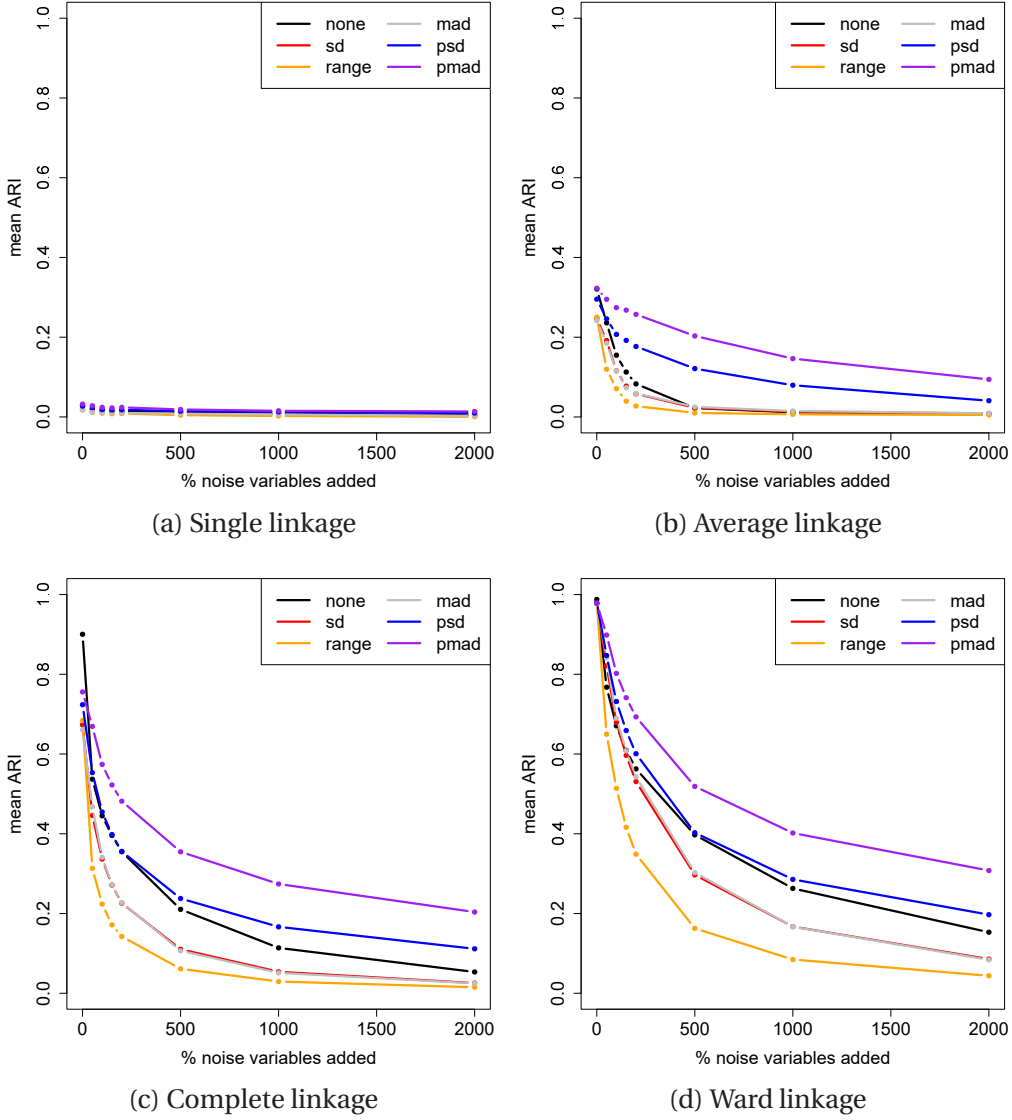 none mad
sd psd
range pmad
mean ARI
0.0 0.2 0.4 0.6 0.8 1.0
0 500 1000 1500 2000
% noise variables added
(a) Single linkage
none mad
sd psd
range pmad
mean ARI
0.0 0.2 0.4 0.6 0.8 1.0
0 500 1000 1500 2000
% noise variables added
(b) Average linkage
none mad
sd psd
range pmad
mean ARI
0.0 0.2 0.4 0.6 0.8 1.0
0 500 1000 1500 2000
% noise variables added
(c) Complete linkage
none mad
sd psd
range pmad
mean ARI
0.0 0.2 0.4 0.6 0.8 1.0
0 500 1000 1500 2000
% noise variables added
(d) Ward linkage